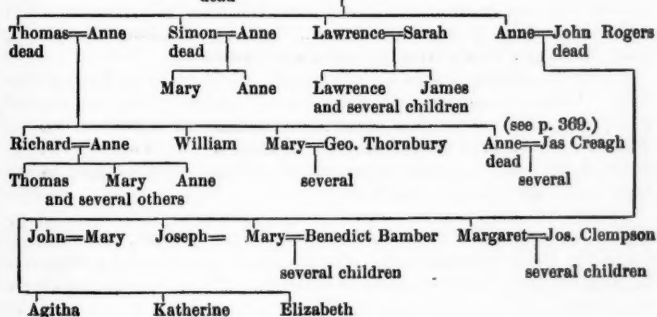 dead
Thomas=Anne Simon=Anne Lawrence=Sarah Anne=John Rogers
dead dead dead
Mary Anne Lawrence James
and several children
(see p. 369.)
Richard=Anne William Mary=Geo. Thornbury Anne=Jas Creagh
dead
Thomas Mary Anne several several
and several others
John=Mary Joseph= Mary=Benedict Bamber Margaret=Jos. Clempson
several children several children
Agitha Katherine Elizabeth